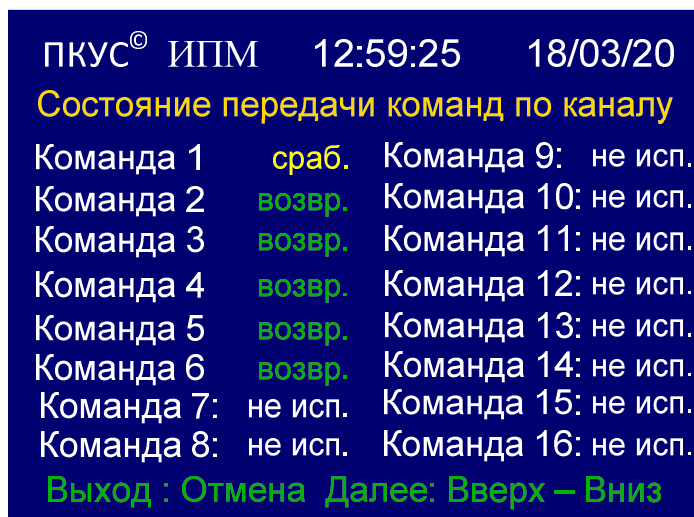 ПКУС© ИПМ 12:59:25 18/03/20
Состояние передачи команд по каналу
Команда 1 сраб. Команда 9: не исп.
Команда 2 возвр. Команда 10: не исп.
Команда 3 возвр. Команда 11: не исп.
Команда 4 возвр. Команда 12: не исп.
Команда 5 возвр. Команда 13: не исп.
Команда 6 возвр. Команда 14: не исп.
Команда 7: не исп. Команда 15: не исп.
Команда 8: не исп. Команда 16: не исп.
Выход : Отмена Далее: Вверх – Вниз